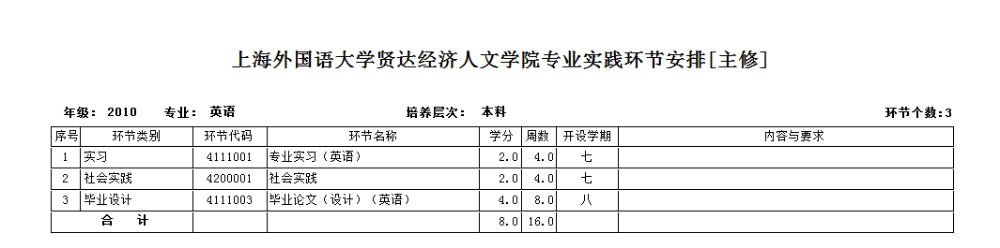 上海外国语大学贤达经济人文学院专业实践环节安排[主修]
年级: 2010 专业: 英语 培养层次: 本科 环节个数:3
序号 环节类别 环节代码 环节名称 学分 周数 开设学期 内容与要求
1 实习 4111001 专业实习（英语） 2.0 4.0 七
2 社会实践 4200001 社会实践 2.0 4.0 七
3 毕业设计 4111003 毕业论文（设计）（英语） 4.0 8.0 八
合 计 8.0 16.0